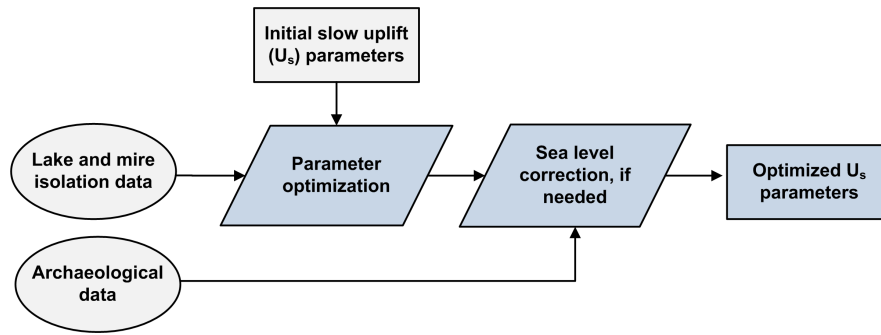 Initial slow uplift
(Us) parameters
Lake and mire
isolation data
Parameter
optimization
Sea level
correction, if
needed
Optimized Us
parameters
Archaeological
data